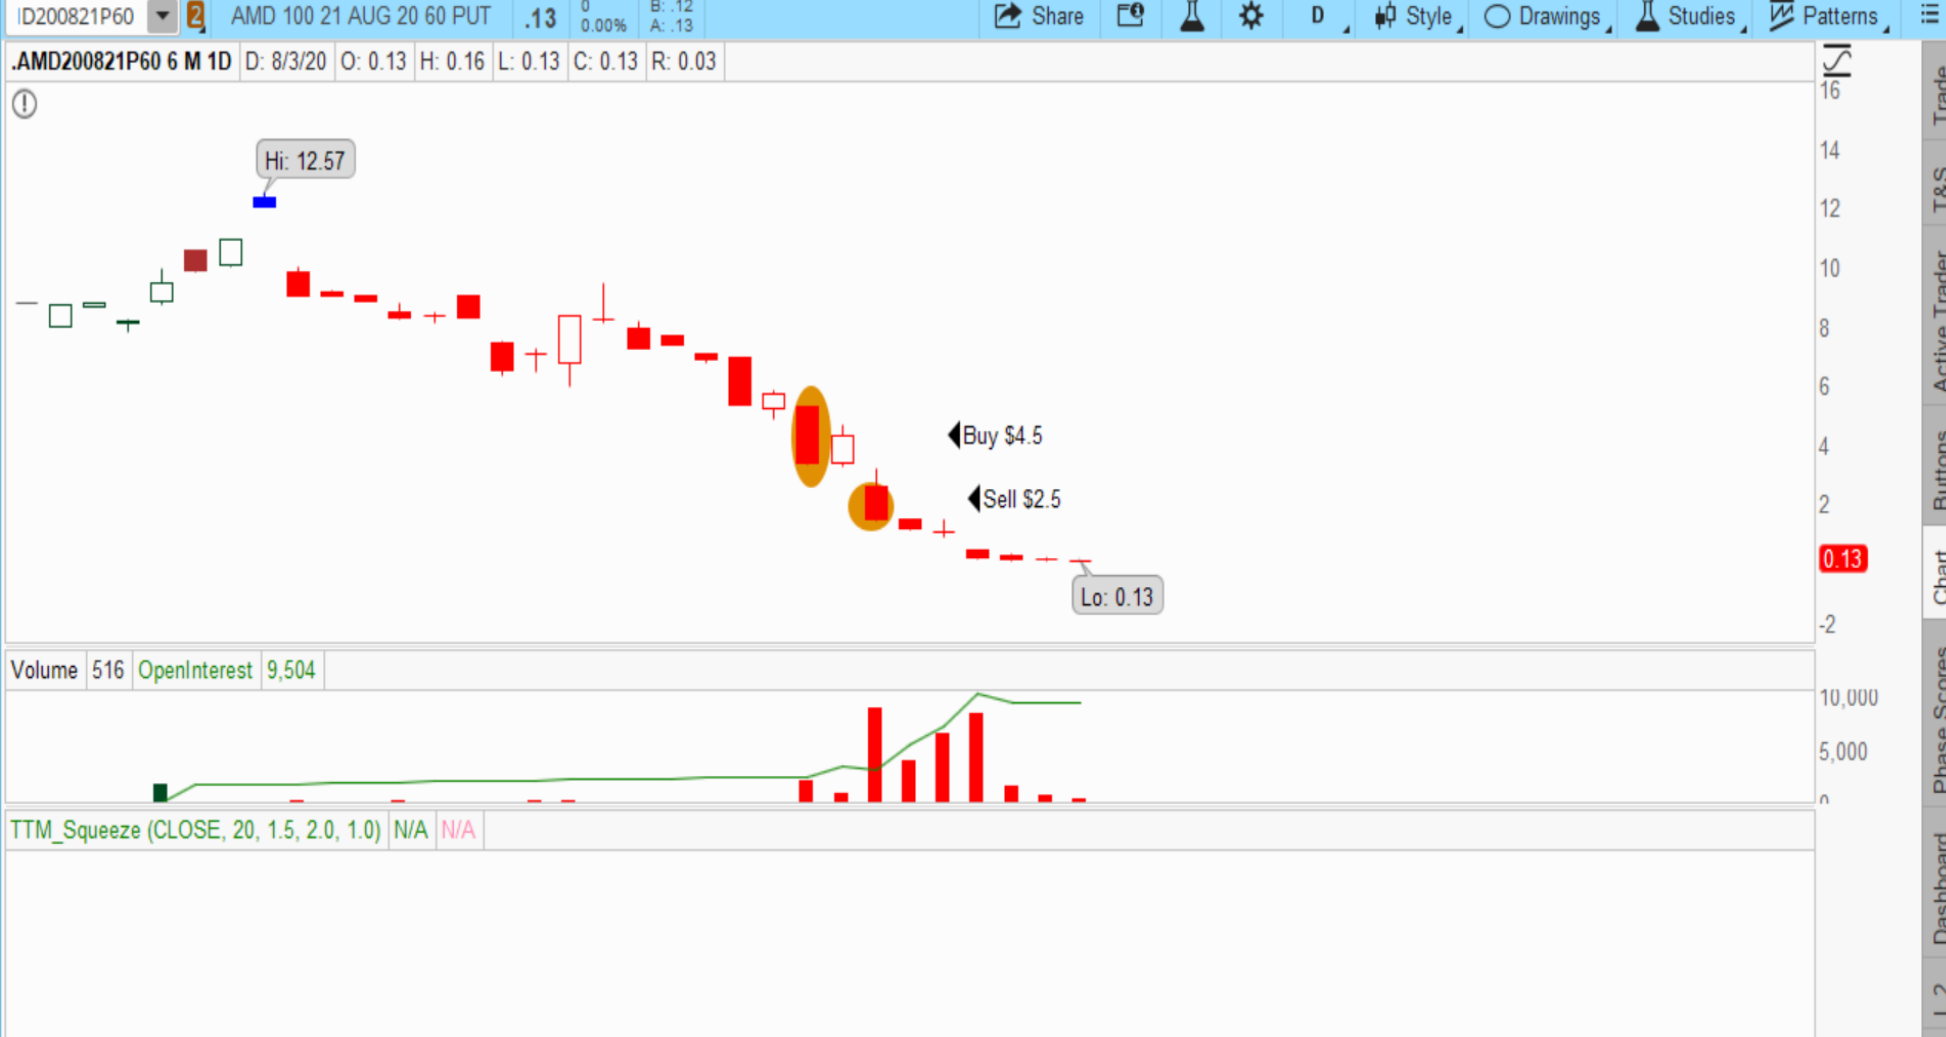 ID200821P60 2 AMD 100 21 AUG 20 60 PUT .13 0 B: .12 Share D Style Drawings Studies Patterns
0.00% A: .13
.AMD200821P60 6 M 1D D: 8/3/20 O: 0.13 H: 0.16 L: 0.13 C: 0.13 R: 0.03
16
14
12
10
8
6
4
2
0.13
-2
Hi: 12.57
Buy $4.5
Sell $2.5
Lo: 0.13
Volume 516 OpenInterest 9,504
10,000
5,000
0
TTM_Squeeze (CLOSE, 20, 1.5, 2.0, 1.0) N/A N/A
Trade
T&S
Active Trader
Buttons
Chart
Phase Scores
Dashboard
L 2